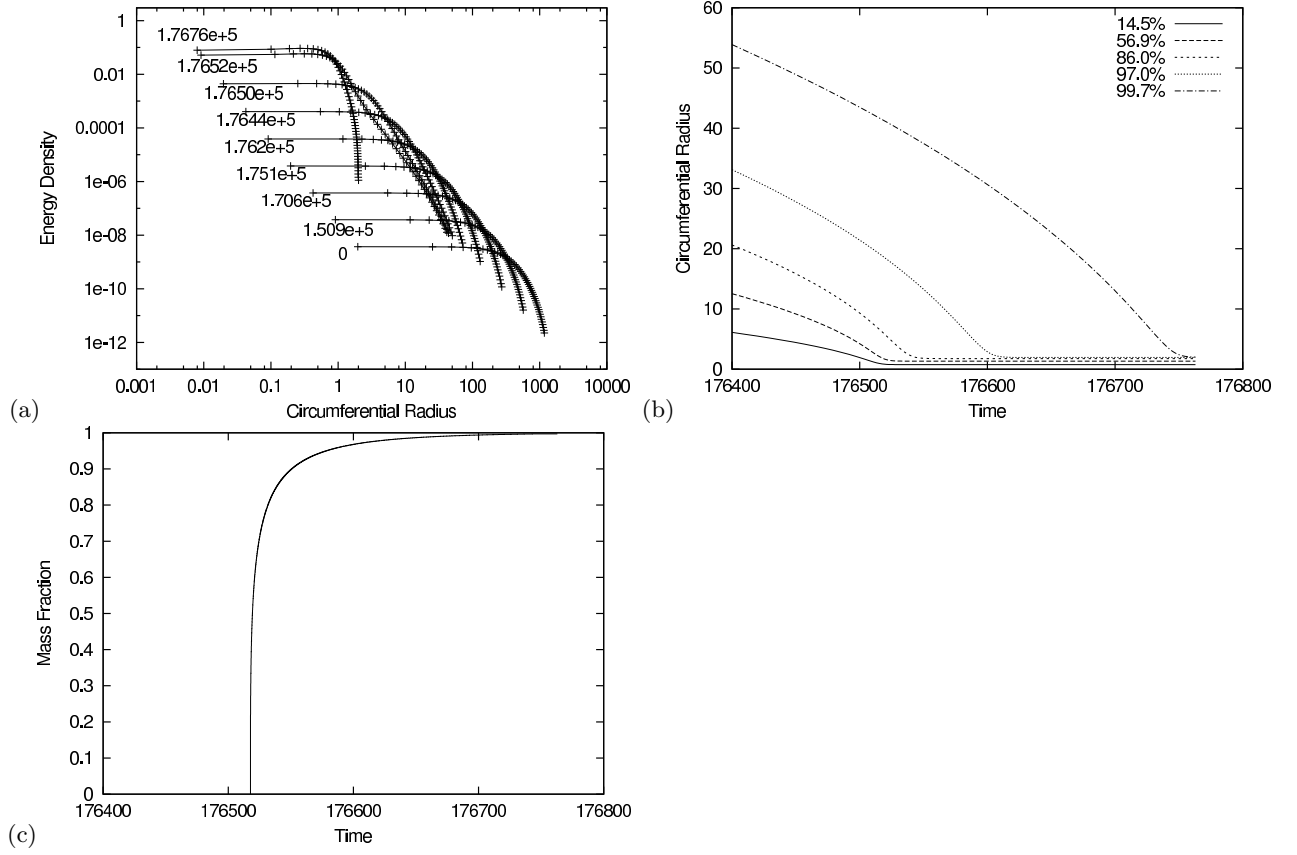 1
0.01
0.0001
1e-06
1e-08
1e-10
1e-12
Energy Density
1.7676e+5
1.7652e+5
1.7650e+5
1.7644e+5
1.762e+5
1.751e+5
1.706e+5
1.509e+5
0
0.001 0.01 0.1 1 10 100 1000 10000
Circumferential Radius
(a)
60
50
40
30
20
10
0
Circumferential Radius
14.5%
56.9%
86.0%
97.0%
99.7%
176400 176500 176600 176700 176800
Time
(b)
1
0.9
0.8
0.7
0.6
0.5
0.4
0.3
0.2
0.1
0
Mass Fraction
176400 176500 176600 176700 176800
Time
(c)